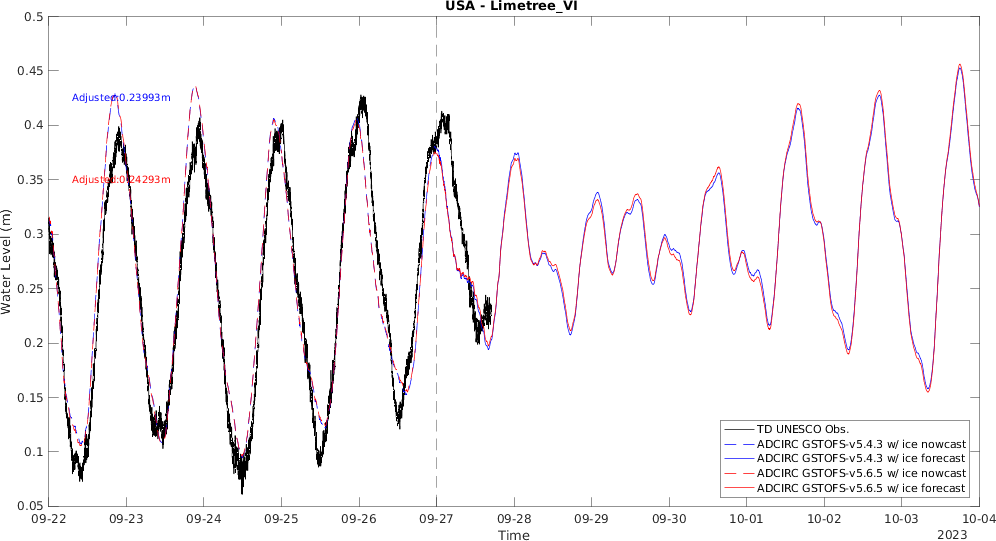 USA - Limetree_VI
0.5
0.45
0.4
0.35
0.3
0.25
0.2
0.15
0.1
0.05
Water Level (m)
Adjusted:0.23993m
Adjusted:0.24293m
TD UNESCO Obs.
ADCIRC GSTOFS-v5.4.3 w/ ice nowcast
ADCIRC GSTOFS-v5.4.3 w/ ice forecast
ADCIRC GSTOFS-v5.6.5 w/ ice nowcast
ADCIRC GSTOFS-v5.6.5 w/ ice forecast
09-22 09-23 09-24 09-25 09-26 09-27 09-28 09-29 09-30 10-01 10-02 10-03 10-04
Time
2023